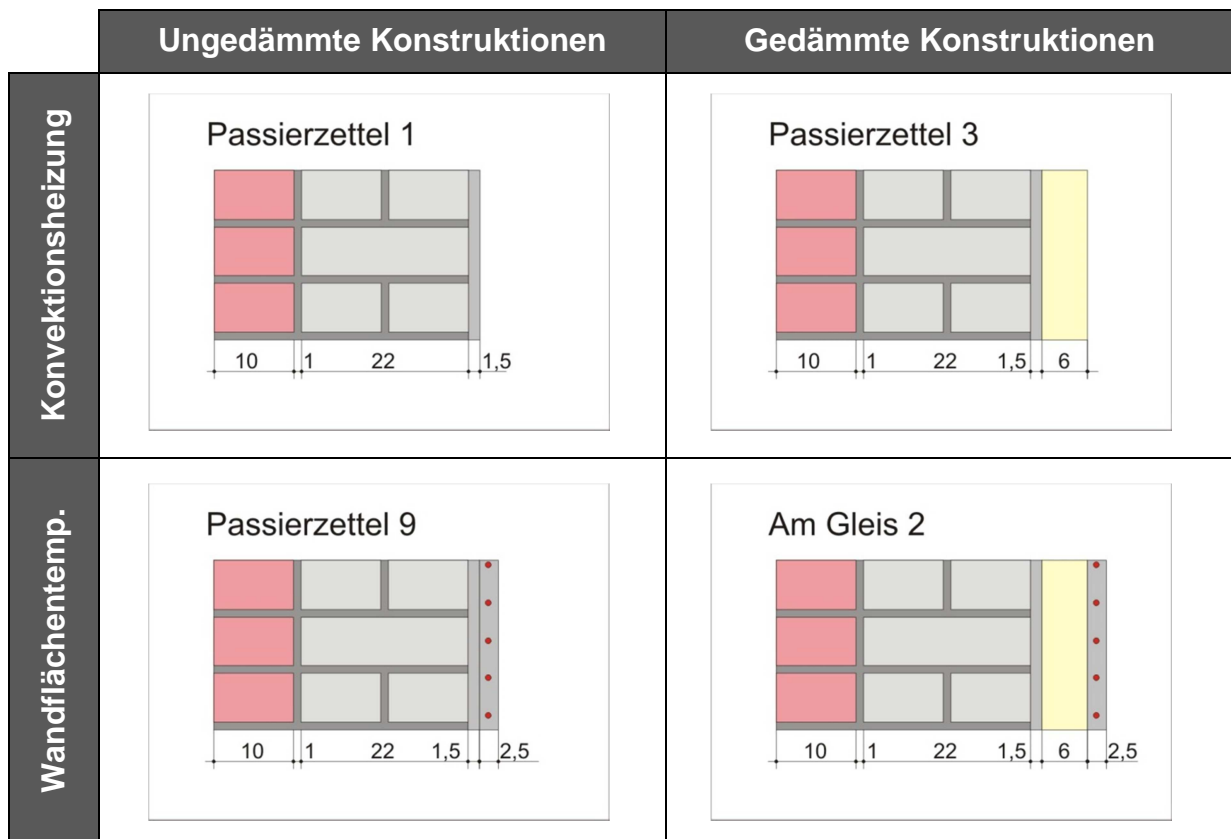 Ungedämmte Konstruktionen
Gedämmte Konstruktionen
Konvektionsheizung
Passierzettel 1
10 1 22 1,5
Passierzettel 3
10 1 22 1,5 6
Wandflächentemp.
Passierzettel 9
10 1 22 1,5 2,5
Am Gleis 2
10 1 22 1,5 6 2,5